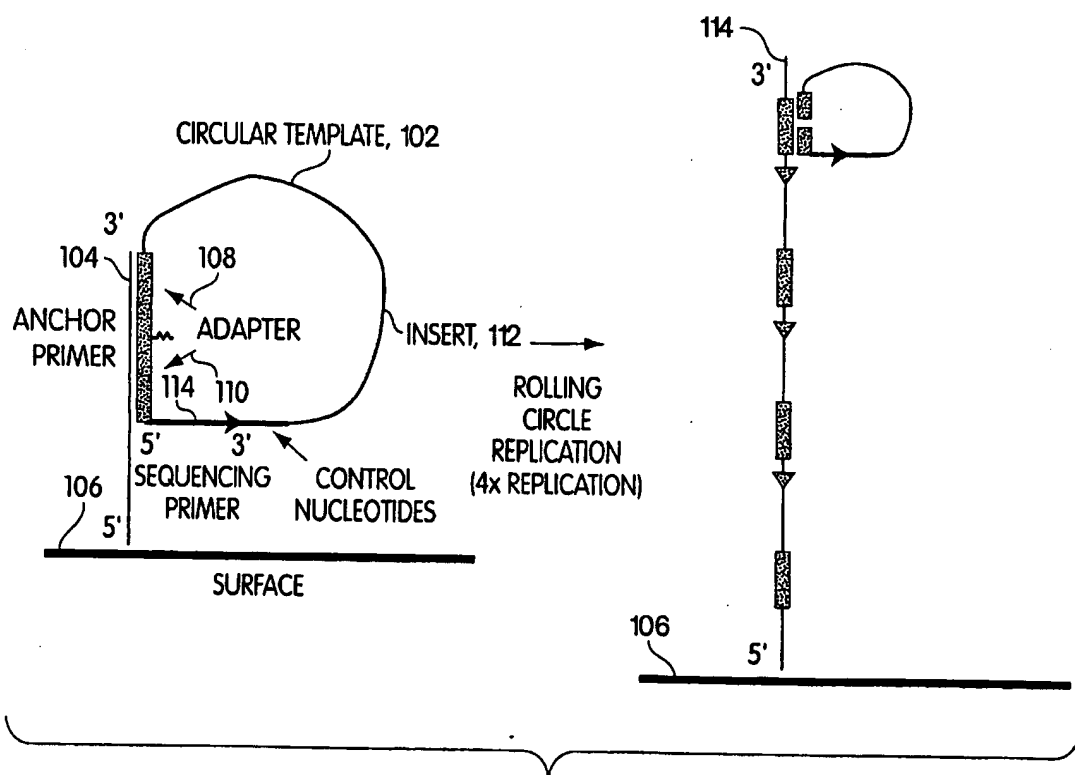 CIRCULAR TEMPLATE, 102
3'
104
108
ANCHOR
PRIMER
ADAPTER
INSERT, 112
110
114
5'
3'
SEQUENCING
PRIMER
CONTROL
NUCLEOTIDES
106
5'
SURFACE
ROLLING
CIRCLE
REPLICATION
(4x REPLICATION)
114
3'
106
5'